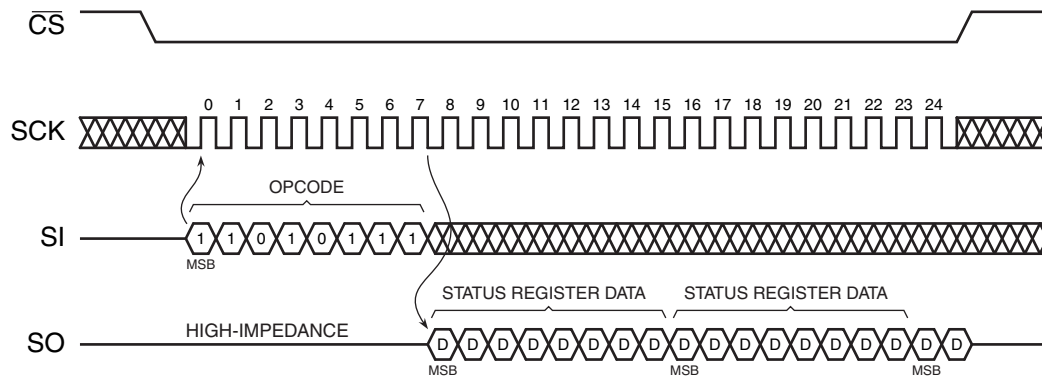 CS
0 1 2 3 4 5 6 7 8 9 10 11 12 13 14 15 16 17 18 19 20 21 22 23 24
SCK
OPCODE
SI 1 1 0 1 0 1 1 1
MSB
STATUS REGISTER DATA STATUS REGISTER DATA
HIGH-IMPEDANCE
SO D D D D D D D D D D D D D D D D D D
MSB MSB MSB